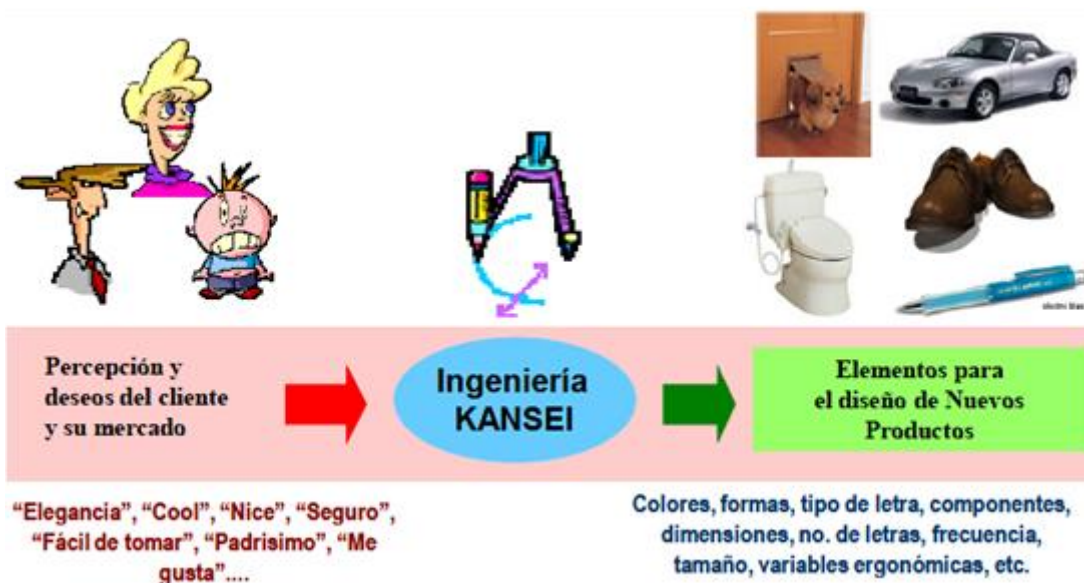 Percepción y
deseos del cliente
y su mercado
Ingeniería
KANSEI
Elementos para
el diseño de Nuevos
Productos
“Elegancia”, “Cool”, “Nice”, “Seguro”,
“Fácil de tomar”, “Padrisimo”, “Me
gusta”....
Colores, formas, tipo de letra, componentes,
dimensiones, no. de letras, frecuencia,
tamaño, variables ergonómicas, etc.